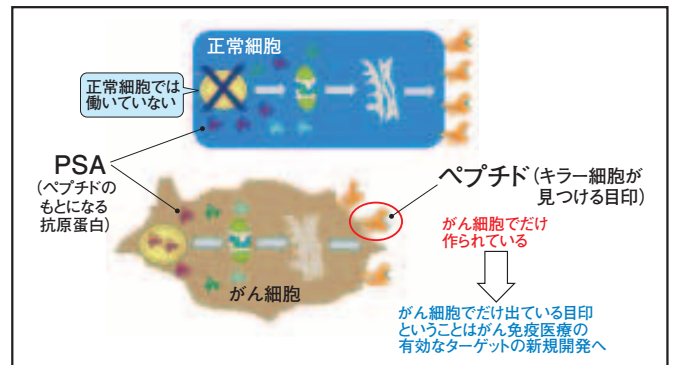 正常細胞
正常細胞では
働いていない
PSA
(ペプチドの
もとになる
抗原蛋白)
ペプチド(キラー細胞が
見つける目印)
がん細胞でだけ
作られている
がん細胞
がん細胞でだけ出ている目印
ということはがん免疫医療の
有効なターゲットの新規開発へ